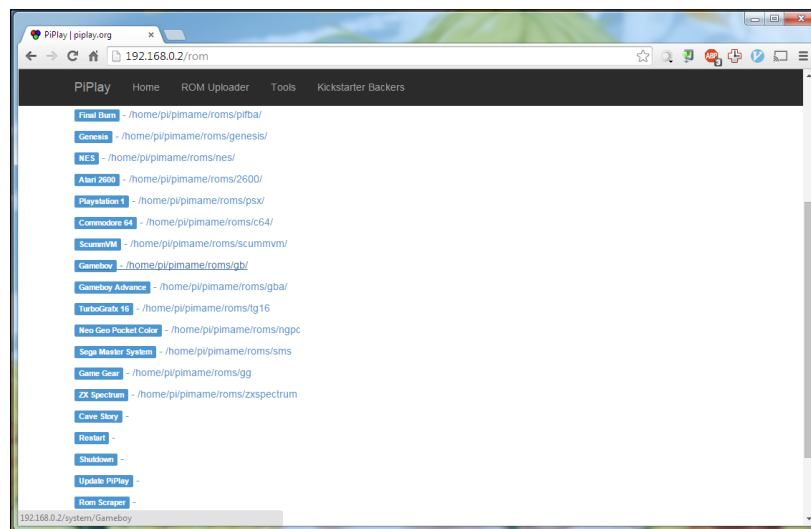 PiPlay | piplay.org
192.168.0.2/rom
ABP
3
PiPlay Home ROM Uploader Tools Kickstarter Backers
Final Burn - /home/pi/pimame/roms/pifba/
Genesis - /home/pi/pimame/roms/genesis/
NES - /home/pi/pimame/roms/nes/
Atari 2600 - /home/pi/pimame/roms/2600/
Playstation 1 - /home/pi/pimame/roms/psx/
Commodore 64 - /home/pi/pimame/roms/c64/
ScummVM - /home/pi/pimame/roms/scummvm/
Gameboy - /home/pi/pimame/roms/gb/
Gameboy Advance - /home/pi/pimame/roms/gba/
TurboGrafx 16 - /home/pi/pimame/roms/tg16
Neo Geo Pocket Color - /home/pi/pimame/roms/ngpc
Sega Master System - /home/pi/pimame/roms/sms
Game Gear - /home/pi/pimame/roms/gg
ZX Spectrum - /home/pi/pimame/roms/zxspectrum
Cave Story -
Restart -
Shutdown -
Update PiPlay -
Rom Scraper -
192.168.0.2/system/Gameboy